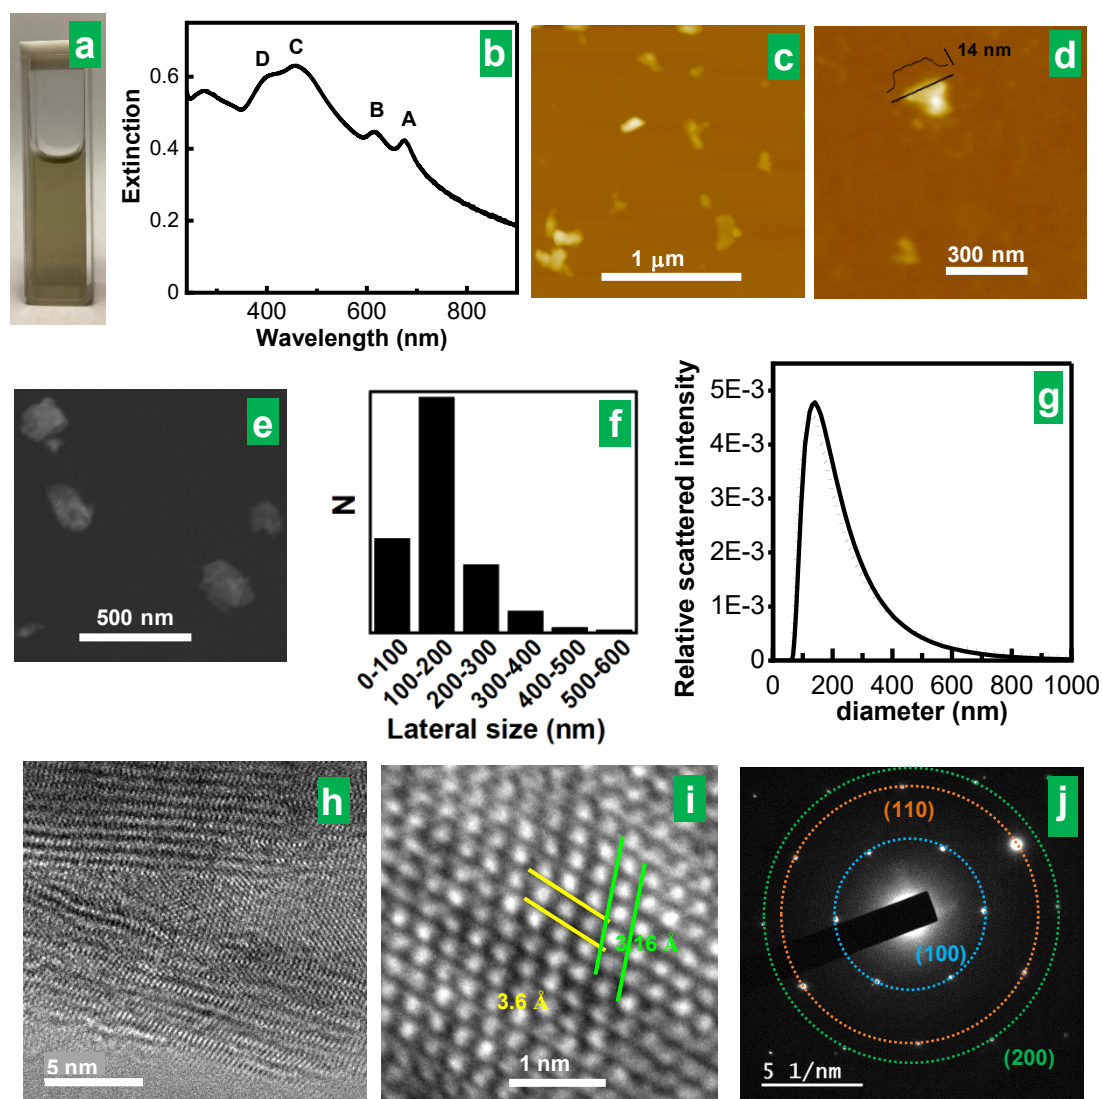 a
b
Extinction
0.6
0.4
0.2
0
D
C
B
A
400
600
800
Wavelength (nm)
c
1 μm
d
14 nm
300 nm
e
500 nm
f
N
0-100
100-200
200-300
300-400
400-500
500-600
Lateral size (nm)
g
Relative scattered intensity
5E-3
4E-3
3E-3
2E-3
1E-3
0
0
200
400
600
800
1000
diameter (nm)
h
5 nm
i
3.16 Å
3.6 Å
1 nm
j
(110)
(100)
(200)
5 1/nm